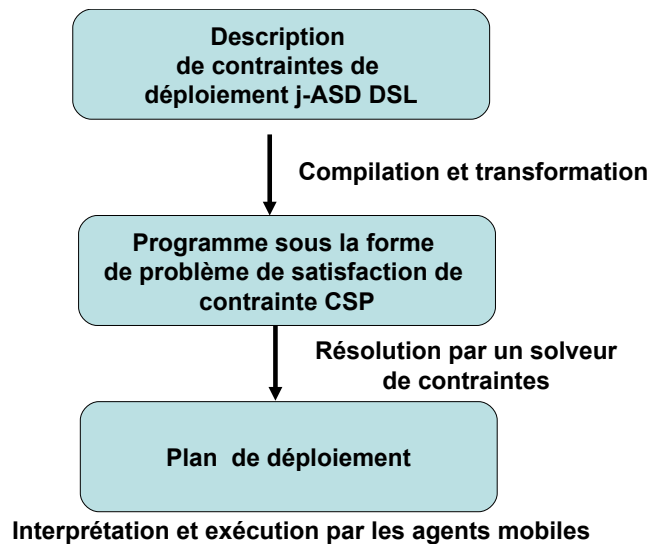 Description
de contraintes de
déploiement j-ASD DSL
Compilation et transformation
Programme sous la forme
de problème de satisfaction de
contrainte CSP
Résolution par un solveur
de contraintes
Plan de déploiement
Interprétation et exécution par les agents mobiles